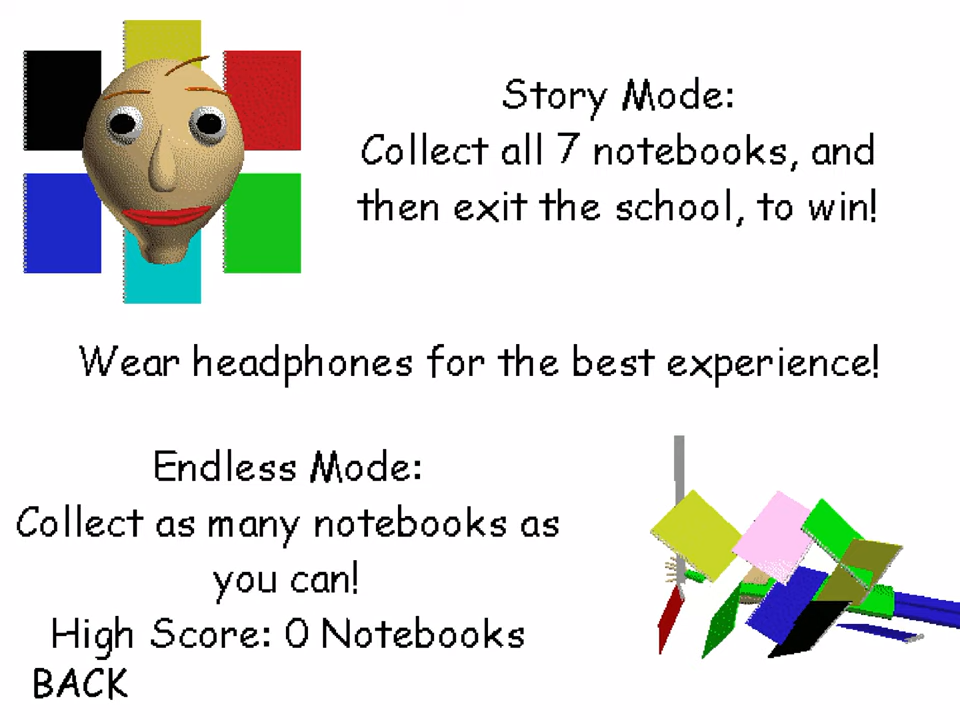 Story Mode:
Collect all 7 notebooks, and
then exit the school, to win!
Wear headphones for the best experience!
Endless Mode:
Collect as many notebooks as
you can!
High Score: 0 Notebooks
BACK